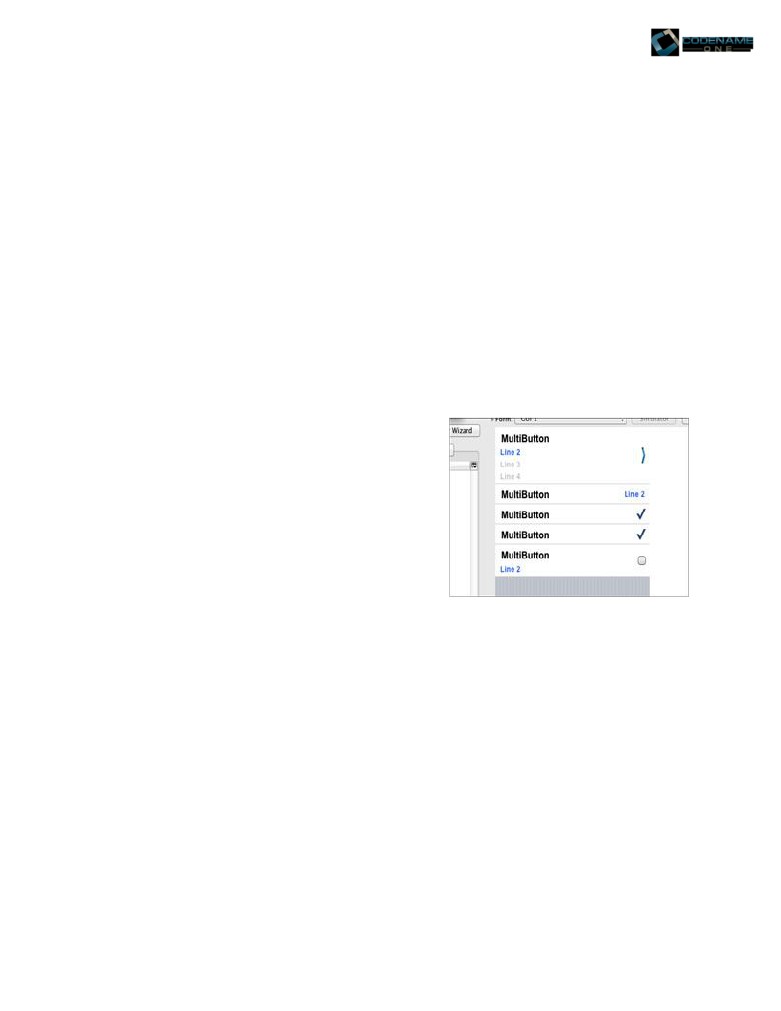 CODENAME
ONE
Form
Wizard
MultiButton
Line 2
Line 3
Line 4
MultiButton Line 2
MultiButton
MultiButton
MultiButton
Line 2